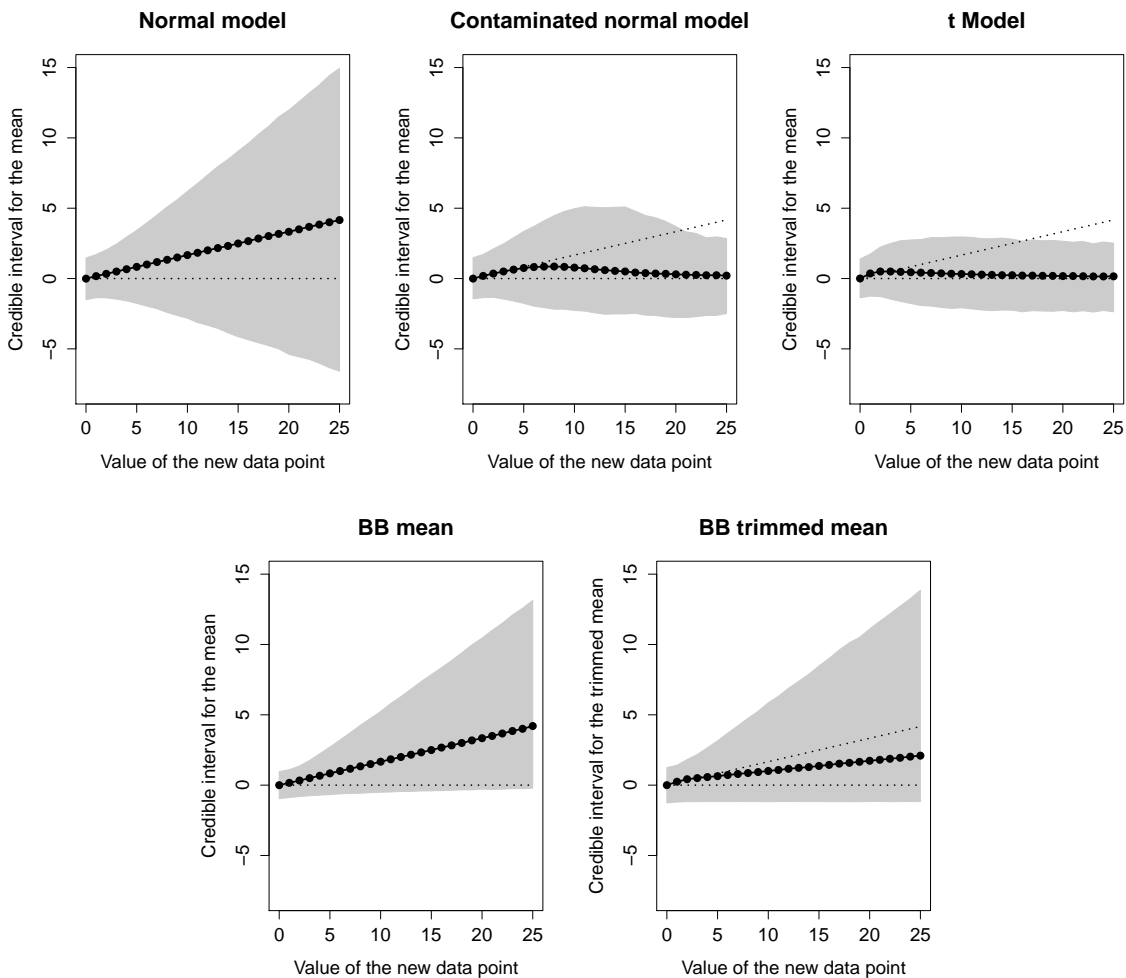 Normal model
Credible interval for the mean
15
10
5
0
−5
0 5 10 15 20 25
Value of the new data point
Contaminated normal model
Credible interval for the mean
15
10
5
0
−5
0 5 10 15 20 25
Value of the new data point
t Model
Credible interval for the mean
15
10
5
0
−5
0 5 10 15 20 25
Value of the new data point
BB mean
Credible interval for the mean
15
10
5
0
−5
0 5 10 15 20 25
Value of the new data point
BB trimmed mean
Credible interval for the trimmed mean
15
10
5
0
−5
0 5 10 15 20 25
Value of the new data point